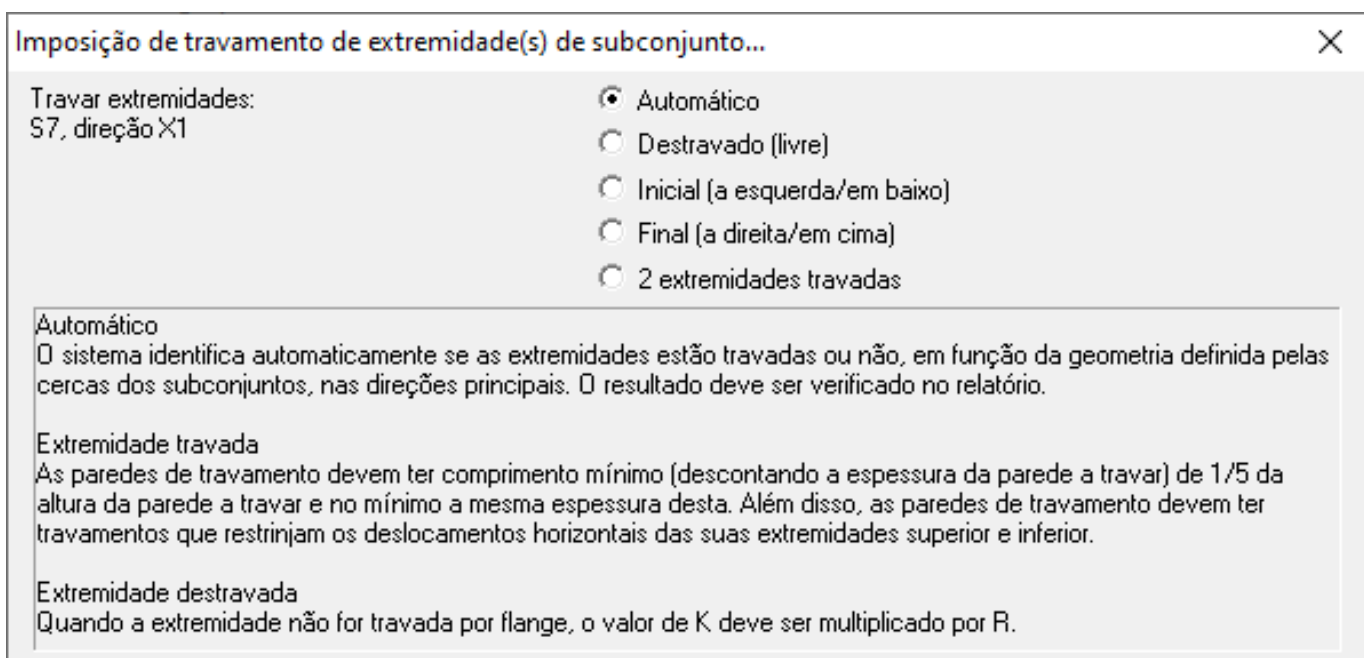 Imposição de travamento de extremidade(s) de subconjunto...
Travar extremidades:
S7, direção X1
Automático
Destravado (livre)
Inicial (a esquerda/em baixo)
Final (a direita/em cima)
2 extremidades travadas
Automático
O sistema identifica automaticamente se as extremidades estão travadas ou não, em função da geometria definida pelas
cercas dos subconjuntos, nas direções principais. O resultado deve ser verificado no relatório.
Extremidade travada
As paredes de travamento devem ter comprimento mínimo (descontando a espessura da parede a travar) de 1/5 da
altura da parede a travar e no mínimo a mesma espessura desta. Além disso, as paredes de travamento devem ter
travamentos que restrinjam os deslocamentos horizontais das suas extremidades superior e inferior.
Extremidade destravada
Quando a extremidade não for travada por flange, o valor de K deve ser multiplicado por R.